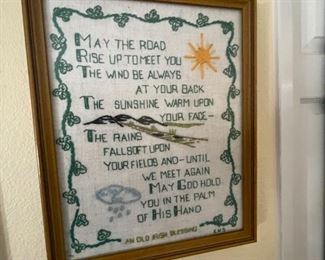 MAY THE ROAD
RISE UP TO MEET YOU
THE WIND BE ALWAYS
AT YOUR BACK
THE SUNSHINE WARM UPON
YOUR FACE—
THE RAINS
FALL SOFT UPON
YOUR FIELDS AND—UNTIL
WE MEET AGAIN
MAY GOD HOLD
YOU IN THE PALM
OF HIS HAND
AN OLD IRISH BLESSING